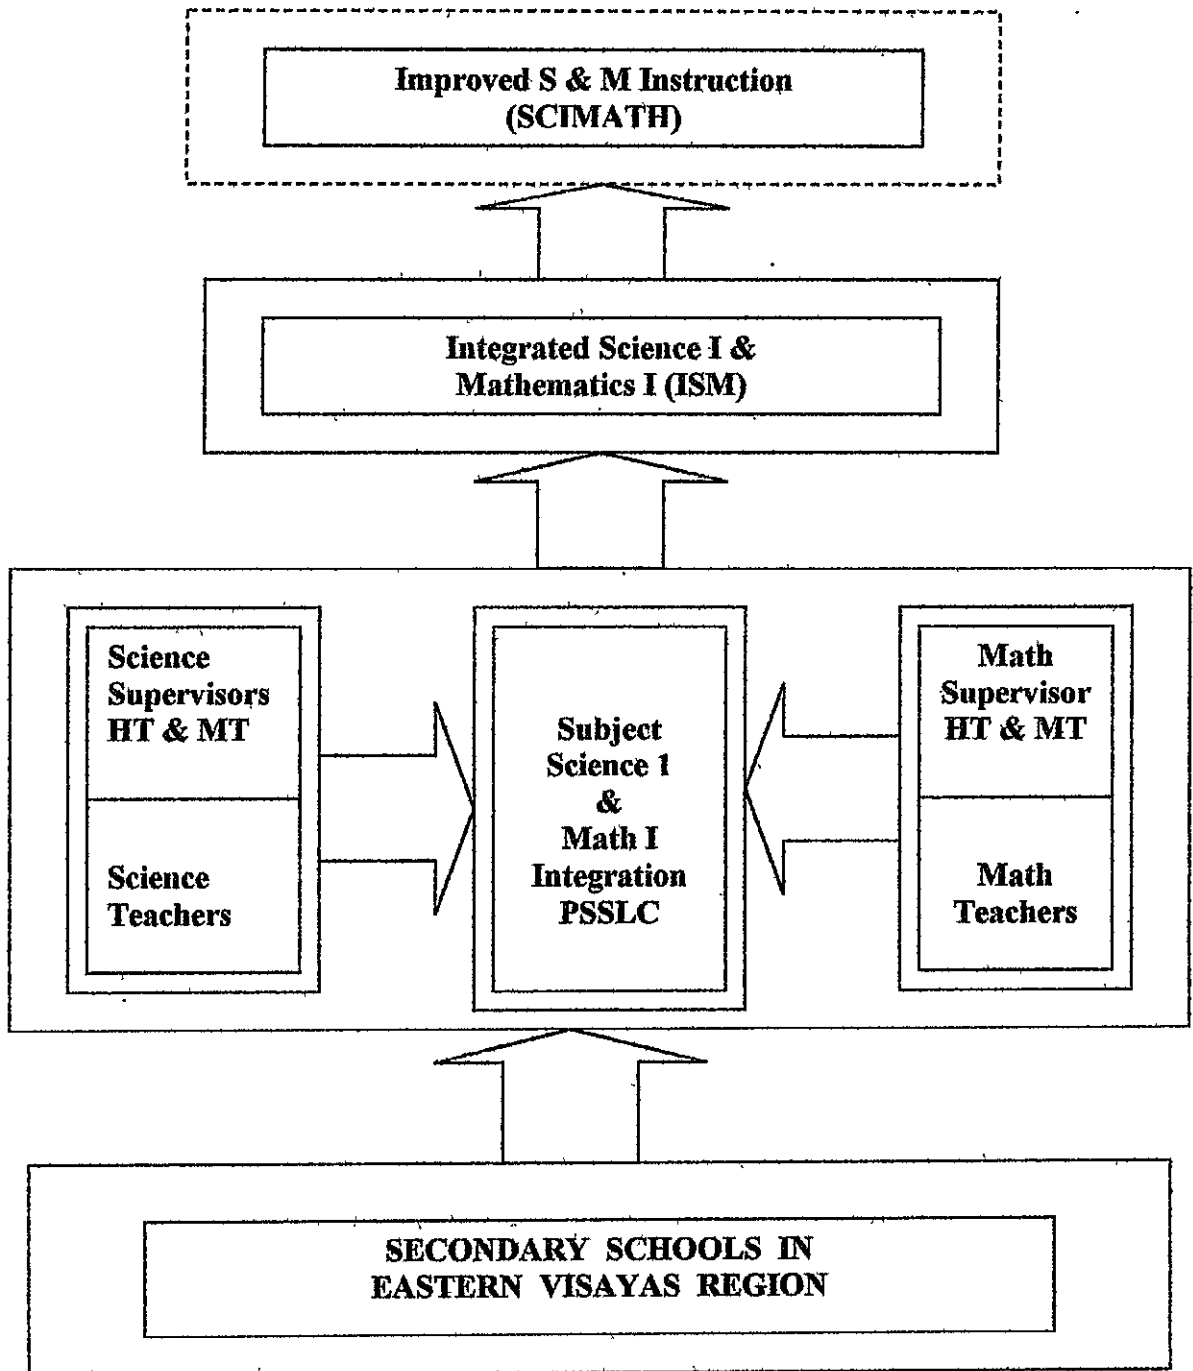 Improved S & M Instruction
(SCIMATH)
Integrated Science I &
Mathematics I (ISM)
Science
Supervisors
HT & MT
Science
Teachers
Subject
Science 1
&
Math I
Integration
PSSLC
Math
Supervisor
HT & MT
Math
Teachers
SECONDARY SCHOOLS IN
EASTERN VISAYAS REGION